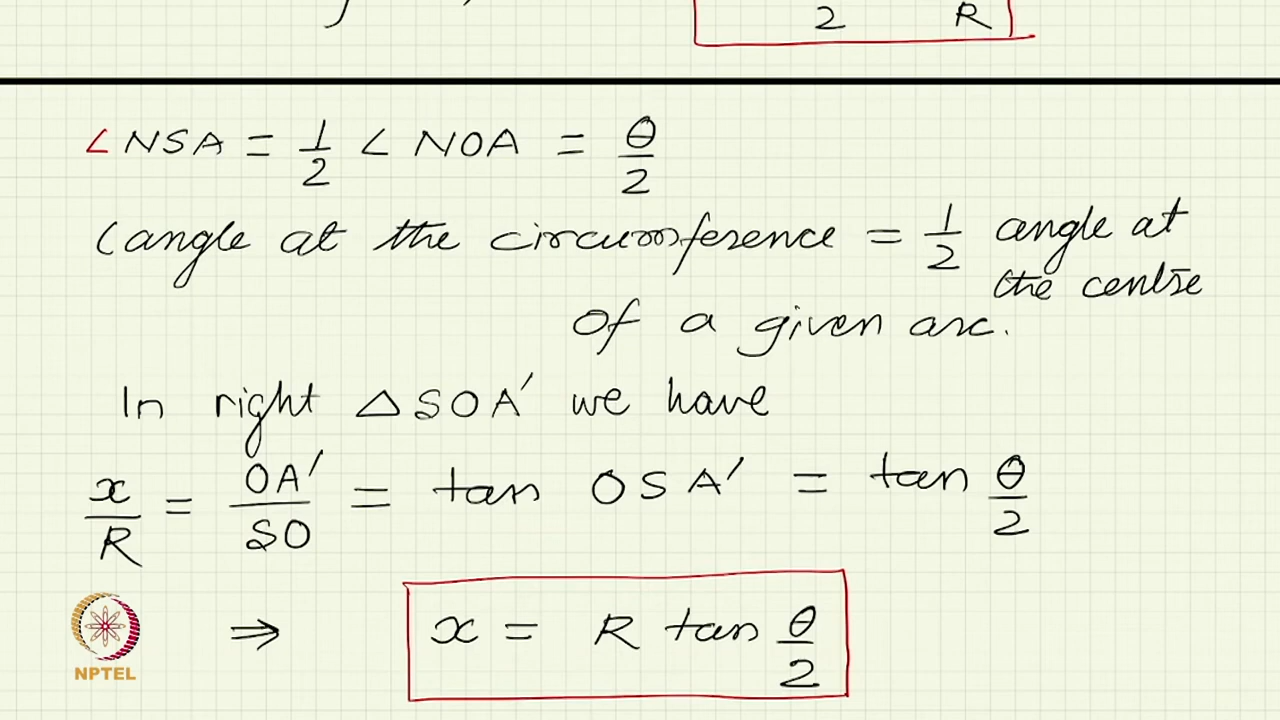 2 R
∠NSA = 1/2 ∠ NOA = θ/2
(angle at the circumference = 1/2 angle at
the centre
of a given arc.
In right △SOA′ we have
x/R = OA′/SO = tan OSA′ = tan θ/2
⇒ x = R tan θ/2
NPTEL